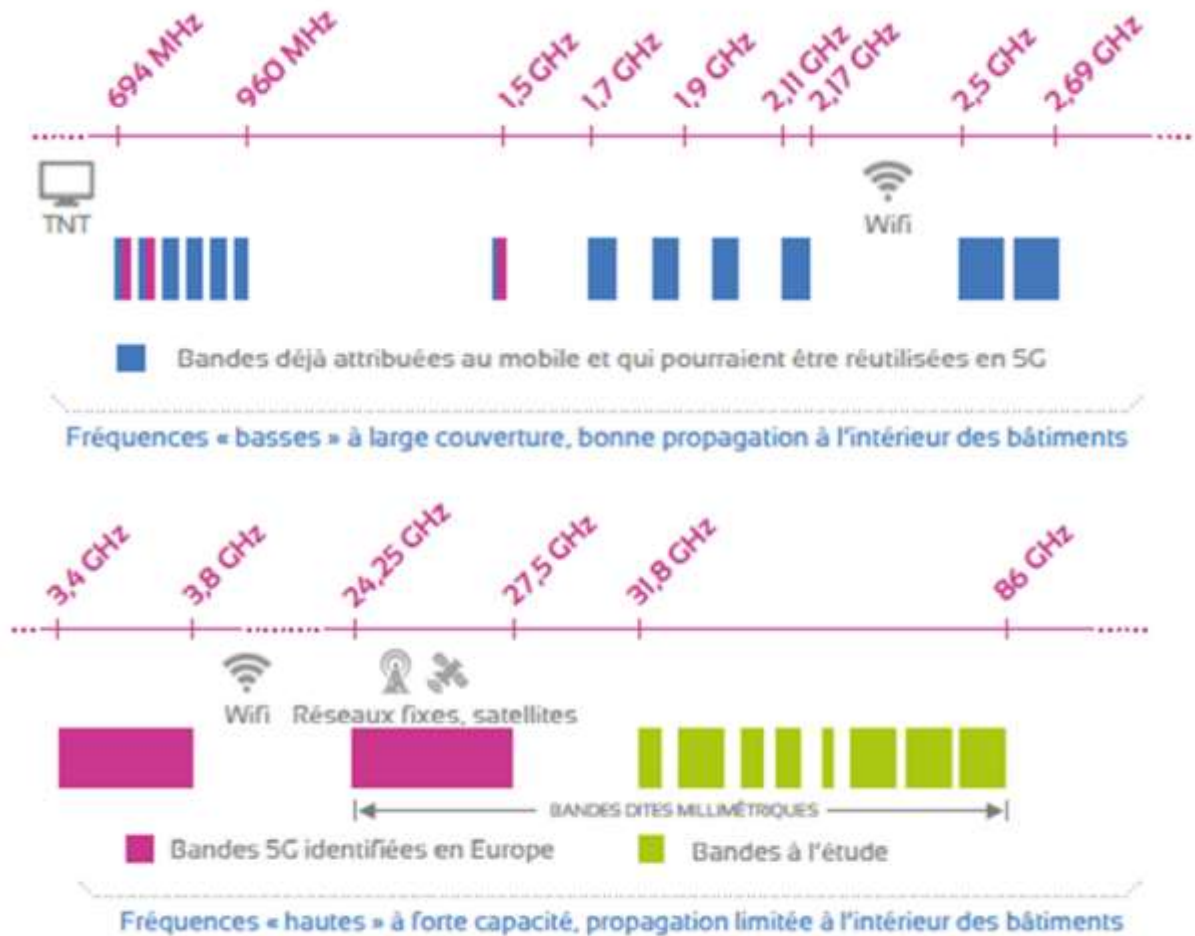 694 MHz 960 MHz 1,5 GHz 1,7 GHz 1,9 GHz 2,11 GHz 2,17 GHz 2,5 GHz 2,69 GHz
TNT
Wifi
Bandes déjà attribuées au mobile et qui pourraient être réutilisées en 5G
Fréquences « basses » à large couverture, bonne propagation à l'intérieur des bâtiments
3,4 GHz 3,8 GHz 24,25 GHz 27,5 GHz 31,8 GHz 86 GHz
Wifi Réseaux fixes, satellites
BANDES DITES MILLIMÉTRIQUES
Bandes 5G identifiées en Europe Bandes à l'étude
Fréquences « hautes » à forte capacité, propagation limitée à l'intérieur des bâtiments